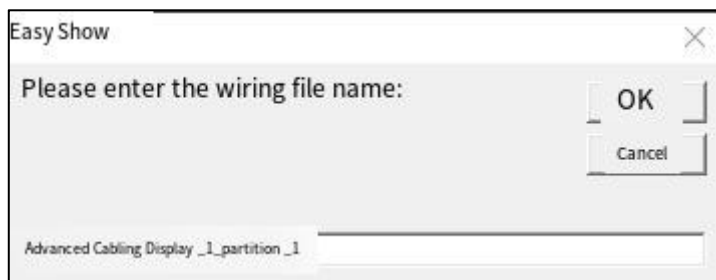 Easy Show
Please enter the wiring file name:
OK
Cancel
Advanced Cabling Display _1_partition _1